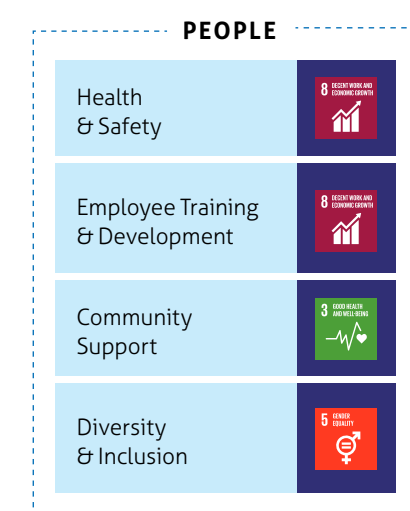 PEOPLE
Health
& Safety
8 DECENT WORK AND
ECONOMIC GROWTH
Employee Training
& Development
8 DECENT WORK AND
ECONOMIC GROWTH
Community
Support
3 GOOD HEALTH
AND WELL-BEING
Diversity
& Inclusion
5 GENDER
EQUALITY